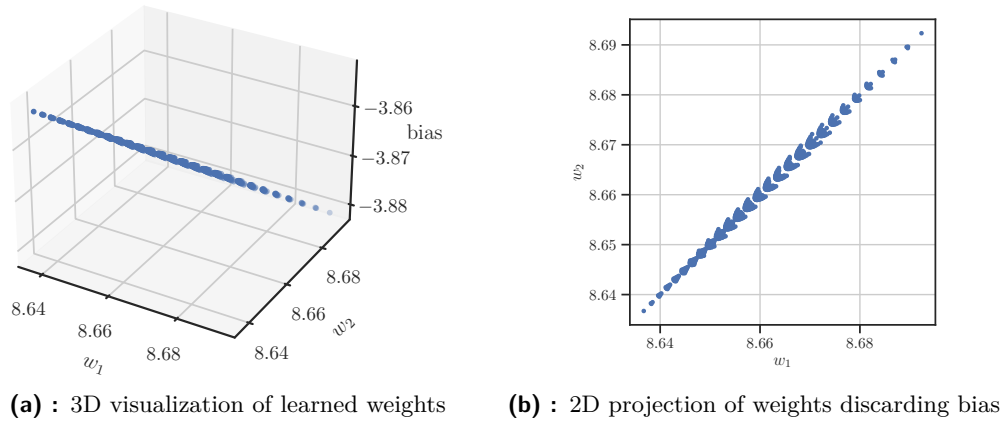 −3.86
bias
−3.87
−3.88
8.64
8.66
8.68
w1
8.64
8.66
8.68
w2
8.69
8.68
8.67
8.66
8.65
8.64
w2
8.64
8.66
8.68
w1
(a) : 3D visualization of learned weights
(b) : 2D projection of weights discarding bias